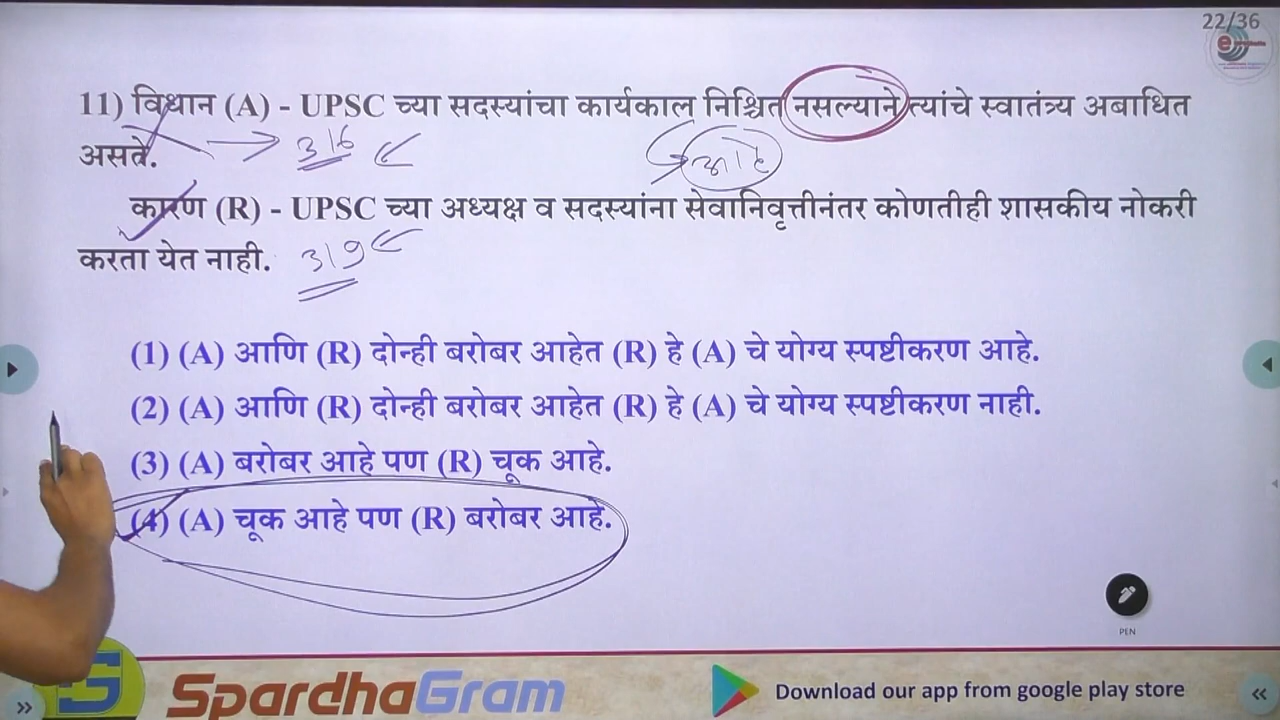 22/36
11) विधान (A) - UPSC च्या सदस्यांचा कार्यकाल निश्चित नसल्याने त्यांचे स्वातंत्र्य अबाधित
असते.
316
आहे
कारण (R) - UPSC च्या अध्यक्ष व सदस्यांना सेवानिवृत्तीनंतर कोणतीही शासकीय नोकरी
करता येत नाही.
319
(1) (A) आणि (R) दोन्ही बरोबर आहेत (R) हे (A) चे योग्य स्पष्टीकरण आहे.
(2) (A) आणि (R) दोन्ही बरोबर आहेत (R) हे (A) चे योग्य स्पष्टीकरण नाही.
(3) (A) बरोबर आहे पण (R) चूक आहे.
(4) (A) चूक आहे पण (R) बरोबर आहे.
PEN
SpardhaGram
Download our app from google play store